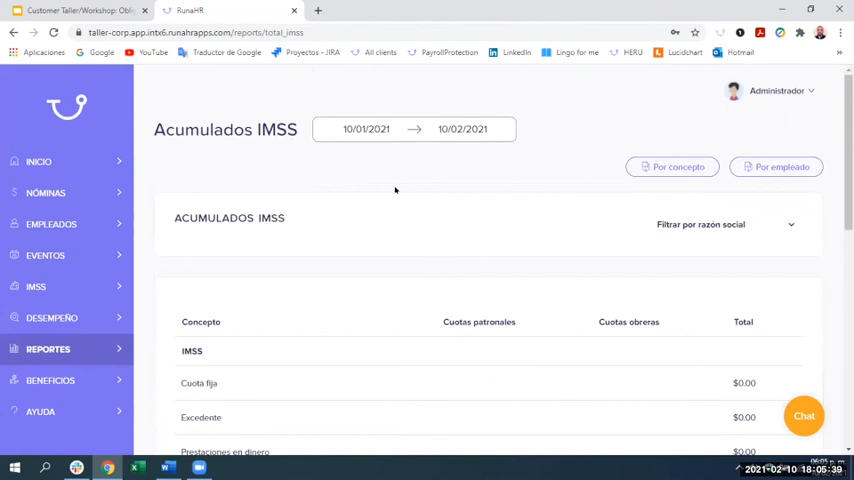 Customer Taller/Workshop: Oblig
RunaHR
taller-corp.app.intx6.runahrapps.com/reports/total_imss
Aplicaciones Google YouTube Traductor de Google Proyectos - JIRA All clients PayrollProtection LinkedIn Lingo for me HERU Lucidchart Hotmail
Administrador
Acumulados IMSS 10/01/2021 → 10/02/2021
Por concepto Por empleado
INICIO
NÓMINAS
EMPLEADOS
EVENTOS
IMSS
DESEMPEÑO
REPORTES
BENEFICIOS
AYUDA
ACUMULADOS IMSS Filtrar por razón social
Concepto Cuotas patronales Cuotas obreras Total
IMSS
Cuota fija $0.00
Excedente $0.00
Prestaciones en dinero $0.00
Chat
2021-02-10 18:05:39